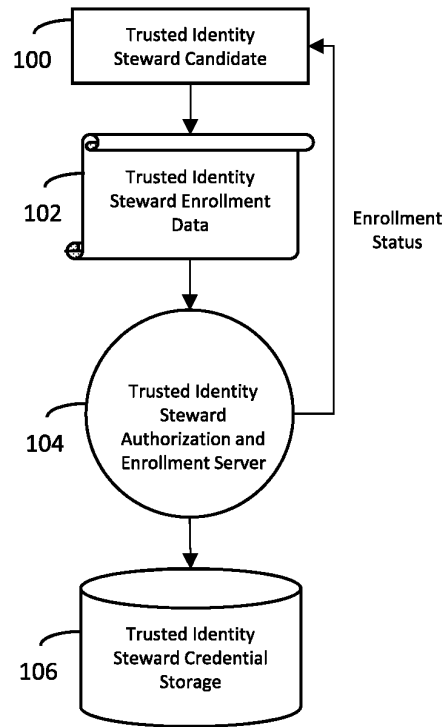 100
Trusted Identity
Steward Candidate
102
Trusted Identity
Steward Enrollment
Data
Enrollment
Status
104
Trusted Identity
Steward
Authorization and
Enrollment Server
106
Trusted Identity
Steward Credential
Storage